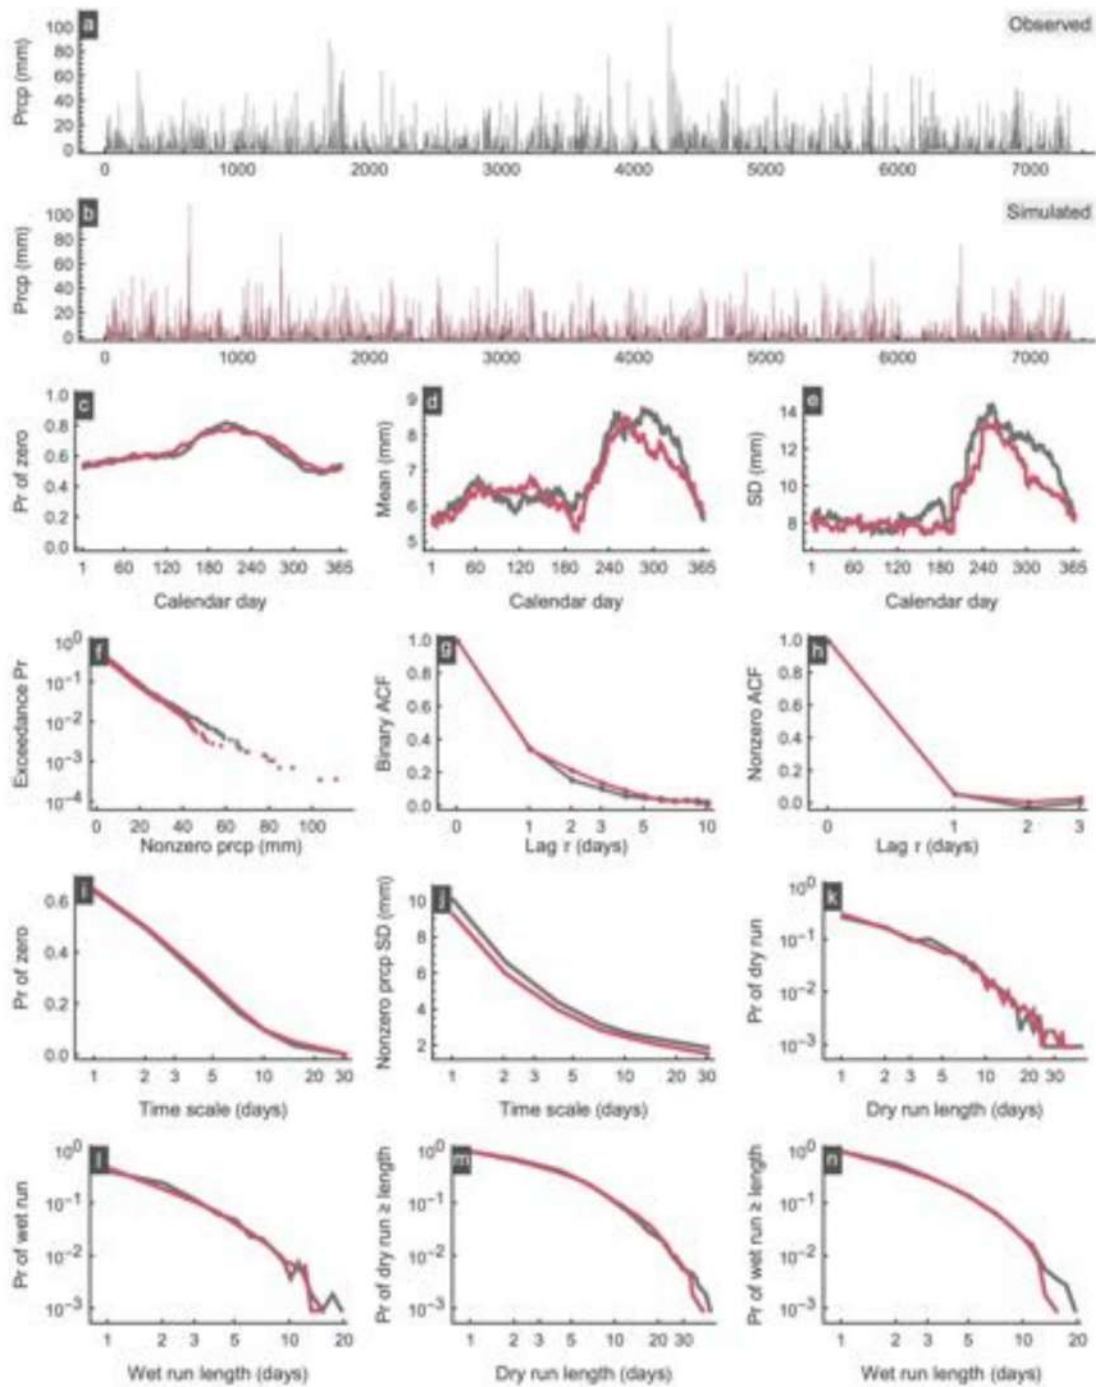 a
Observed
Prcp (mm)
100
80
60
40
20
0
0 1000 2000 3000 4000 5000 6000 7000
b
Simulated
Prcp (mm)
100
80
60
40
20
0
0 1000 2000 3000 4000 5000 6000 7000
c
Pr of zero
1.0
0.8
0.6
0.4
0.2
0.0
1 60 120 180 240 300 365
Calendar day
d
Mean (mm)
9
8
7
6
5
1 60 120 180 240 300 365
Calendar day
e
SD (mm)
14
12
10
8
1 60 120 180 240 300 365
Calendar day
f
Exceedance Pr
10^0
10^-1
10^-2
10^-3
10^-4
0 20 40 60 80 100
Nonzero prcp (mm)
g
Binary ACF
1.0
0.8
0.6
0.4
0.2
0.0
0 1 2 3 5 10
Lag τ (days)
h
Nonzero ACF
1.0
0.8
0.6
0.4
0.2
0.0
0 1 2 3
Lag τ (days)
i
Pr of zero
0.6
0.4
0.2
0.0
1 2 3 5 10 20 30
Time scale (days)
j
Nonzero prcp SD (mm)
10
8
6
4
2
1 2 3 5 10 20 30
Time scale (days)
k
Pr of dry run
10^0
10^-1
10^-2
10^-3
1 2 3 5 10 20 30
Dry run length (days)
l
Pr of wet run
10^0
10^-1
10^-2
10^-3
1 2 3 5 10 20
Wet run length (days)
m
Pr of dry run ≥ length
10^0
10^-1
10^-2
10^-3
1 2 3 5 10 20 30
Dry run length (days)
n
Pr of wet run ≥ length
10^0
10^-1
10^-2
10^-3
1 2 3 5 10 20
Wet run length (days)